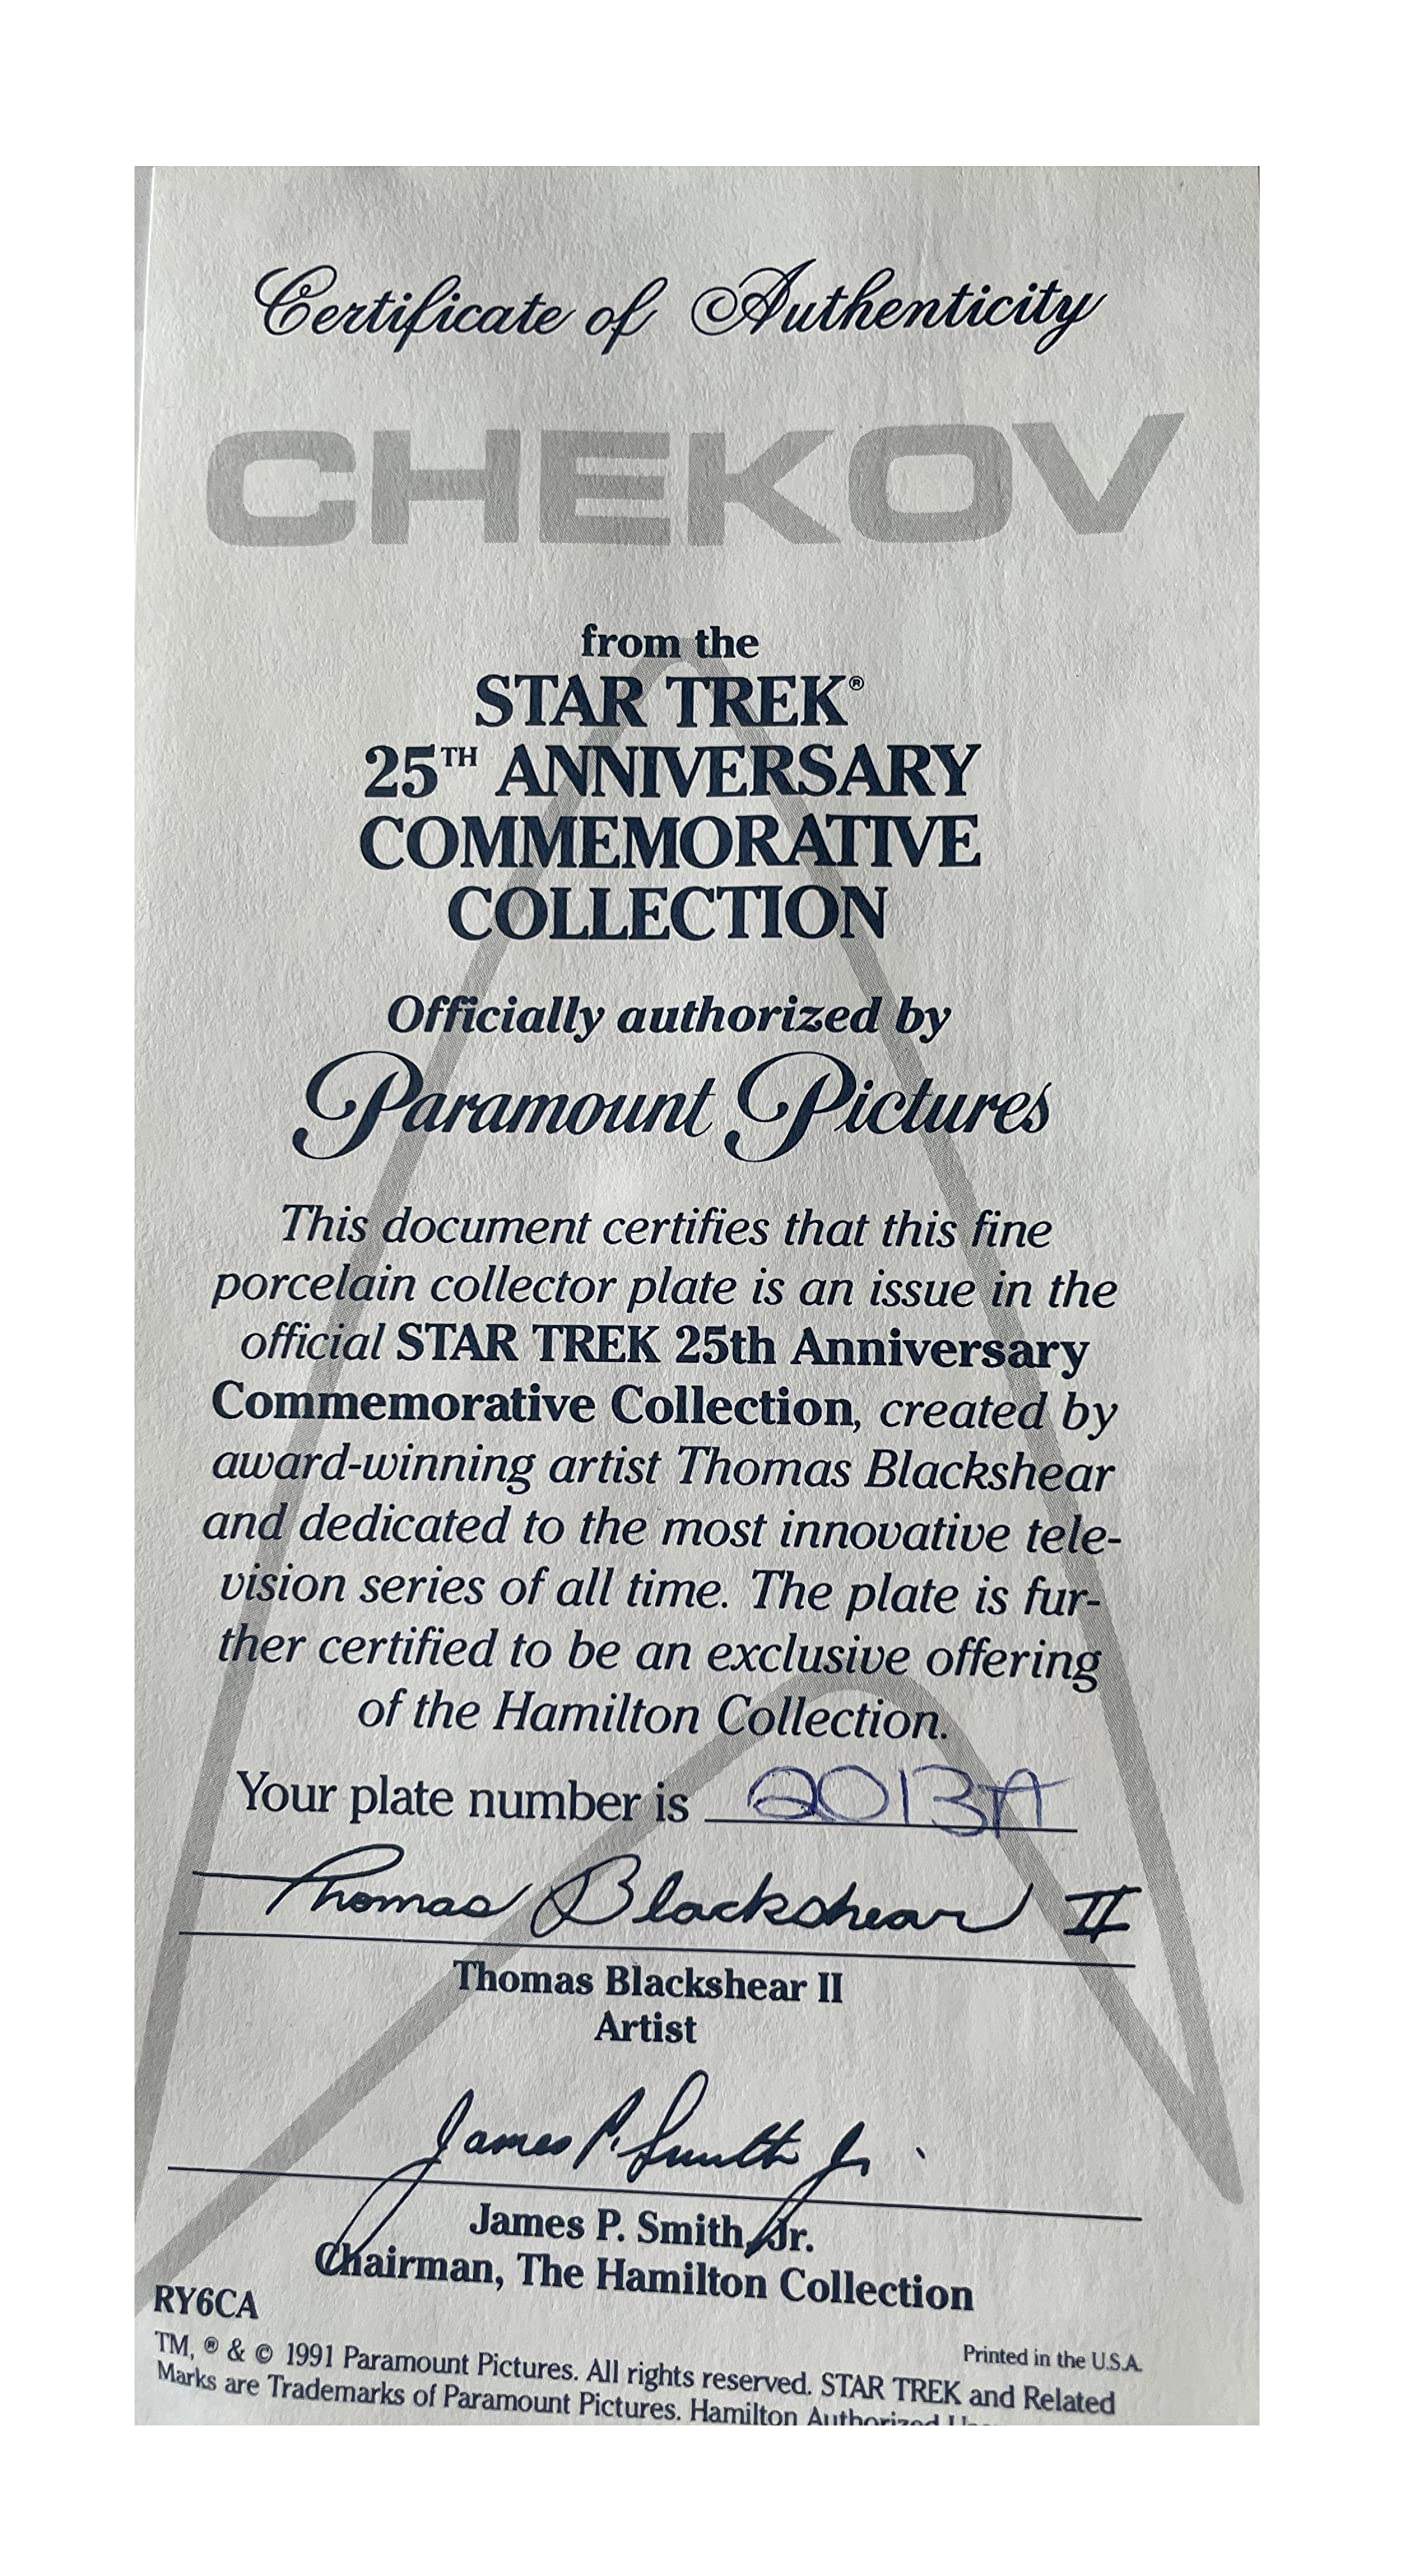 Certificate of Authenticity
CHEKOV
from the
STAR TREK®
25TH ANNIVERSARY
COMMEMORATIVE
COLLECTION
Officially authorized by
Paramount Pictures
This document certifies that this fine
porcelain collector plate is an issue in the
official STAR TREK 25th Anniversary
Commemorative Collection, created by
award-winning artist Thomas Blackshear
and dedicated to the most innovative tele-
vision series of all time. The plate is fur-
ther certified to be an exclusive offering
of the Hamilton Collection.
Your plate number is 2013A
Thomas Blackshear II
Thomas Blackshear II
Artist
James P. Smith Jr.
James P. Smith, Jr.
Chairman, The Hamilton Collection
RY6CA
Printed in the U.S.A.
TM, ® & © 1991 Paramount Pictures. All rights reserved. STAR TREK and Related
Marks are Trademarks of Paramount Pictures. Hamilton Authorized